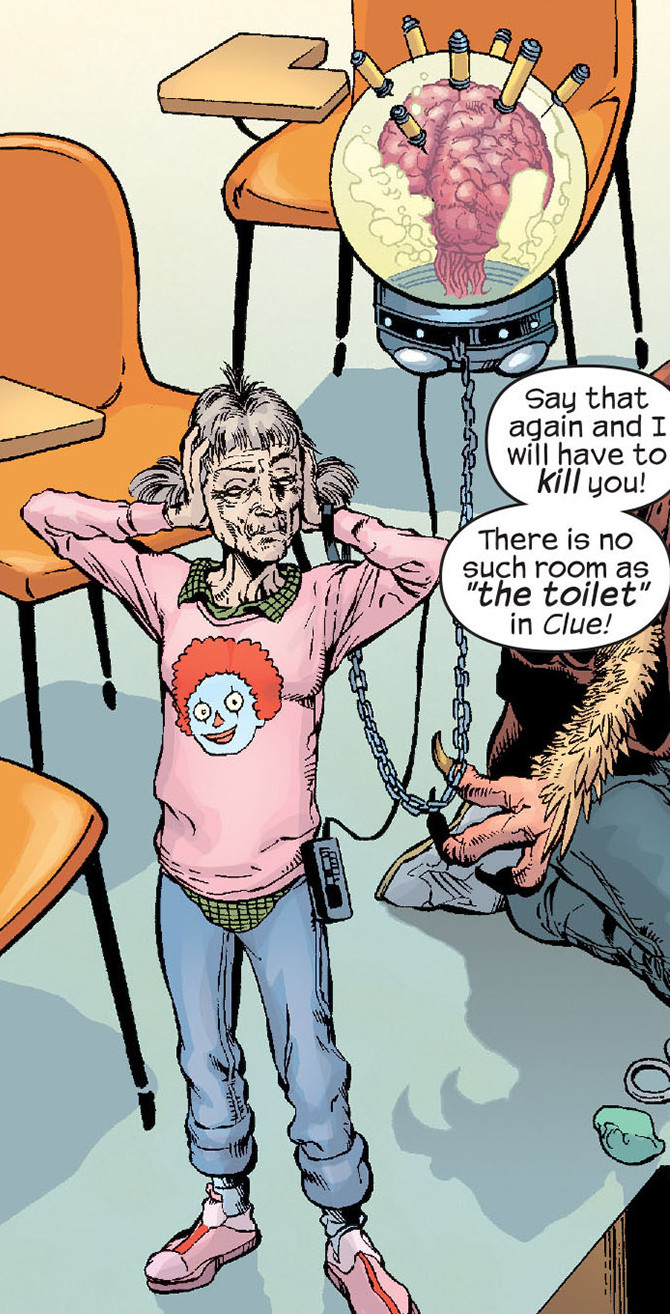 Say that
again and I
will have to
kill you!
There is no
such room as
"the toilet"
in Clue!